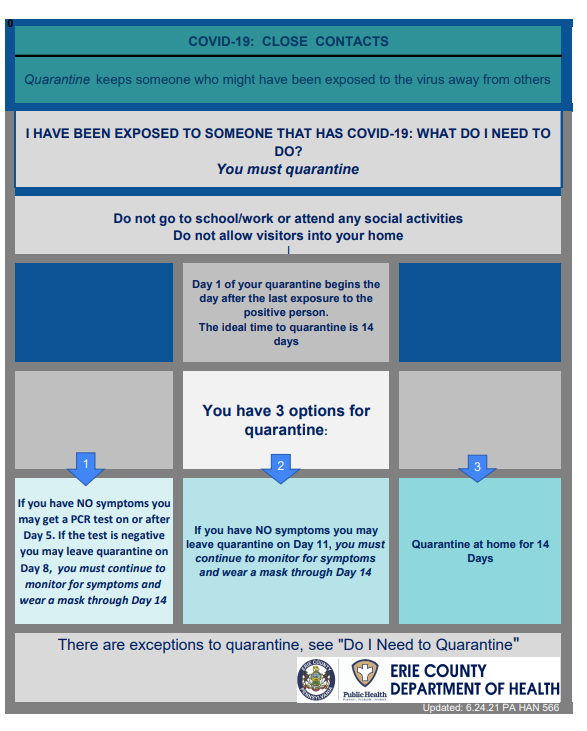 0
COVID-19: CLOSE CONTACTS
Quarantine keeps someone who might have been exposed to the virus away from others
I HAVE BEEN EXPOSED TO SOMEONE THAT HAS COVID-19: WHAT DO I NEED TO
DO?
You must quarantine
Do not go to school/work or attend any social activities
Do not allow visitors into your home
Day 1 of your quarantine begins the
day after the last exposure to the
positive person.
The ideal time to quarantine is 14
days
You have 3 options for
quarantine:
1
2
3
If you have NO symptoms you
may get a PCR test on or after
Day 5. If the test is negative
you may leave quarantine on
Day 8, you must continue to
monitor for symptoms and
wear a mask through Day 14
If you have NO symptoms you may
leave quarantine on Day 11, you must
continue to monitor for symptoms
and wear a mask through Day 14
Quarantine at home for 14
Days
There are exceptions to quarantine, see "Do I Need to Quarantine"
ERIE COUNTY
PENNSYLVANIA
Public Health
ERIE COUNTY
DEPARTMENT OF HEALTH
Updated: 6.24.21 PA HAN 566